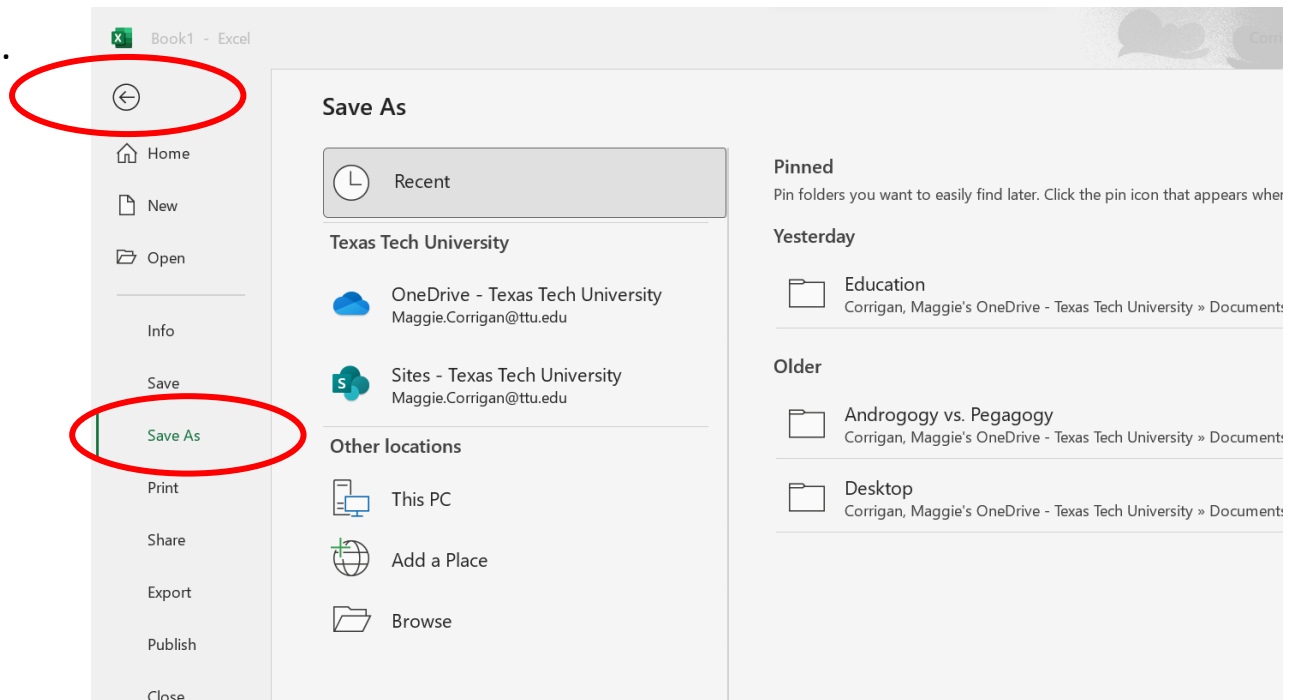 .
Book1 - Excel
Save As
Home
New
Open
Info
Save
Save As
Print
Share
Export
Publish
Close
Recent
Texas Tech University
OneDrive - Texas Tech University
Maggie.Corrigan@ttu.edu
Sites - Texas Tech University
Maggie.Corrigan@ttu.edu
Other locations
This PC
Add a Place
Browse
Pinned
Pin folders you want to easily find later. Click the pin icon that appears
Yesterday
Education
Corrigan, Maggie's OneDrive - Texas Tech University » Documents
Older
Androgogy vs. Pegagogy
Corrigan, Maggie's OneDrive - Texas Tech University » Documents
Desktop
Corrigan, Maggie's OneDrive - Texas Tech University » Documents